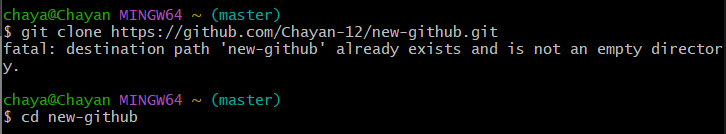 chaya@Chayan MINGW64 ~ (master)
$ git clone https://github.com/Chayan-12/new-github.git
fatal: destination path 'new-github' already exists and is not an empty director
y.
chaya@Chayan MINGW64 ~ (master)
$ cd new-github